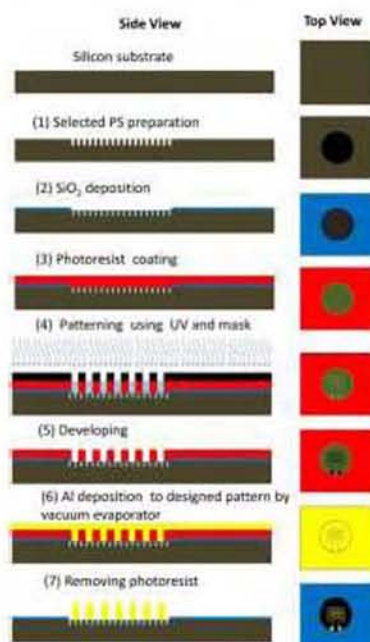 Side View
Top View
Silicon substrate
(1) Selected PS preparation
(2) SiO₂ deposition
(3) Photoresist coating
(4) Patterning using UV and mask
(5) Developing
(6) Al deposition to designed pattern by
vacuum evaporator
(7) Removing photoresist